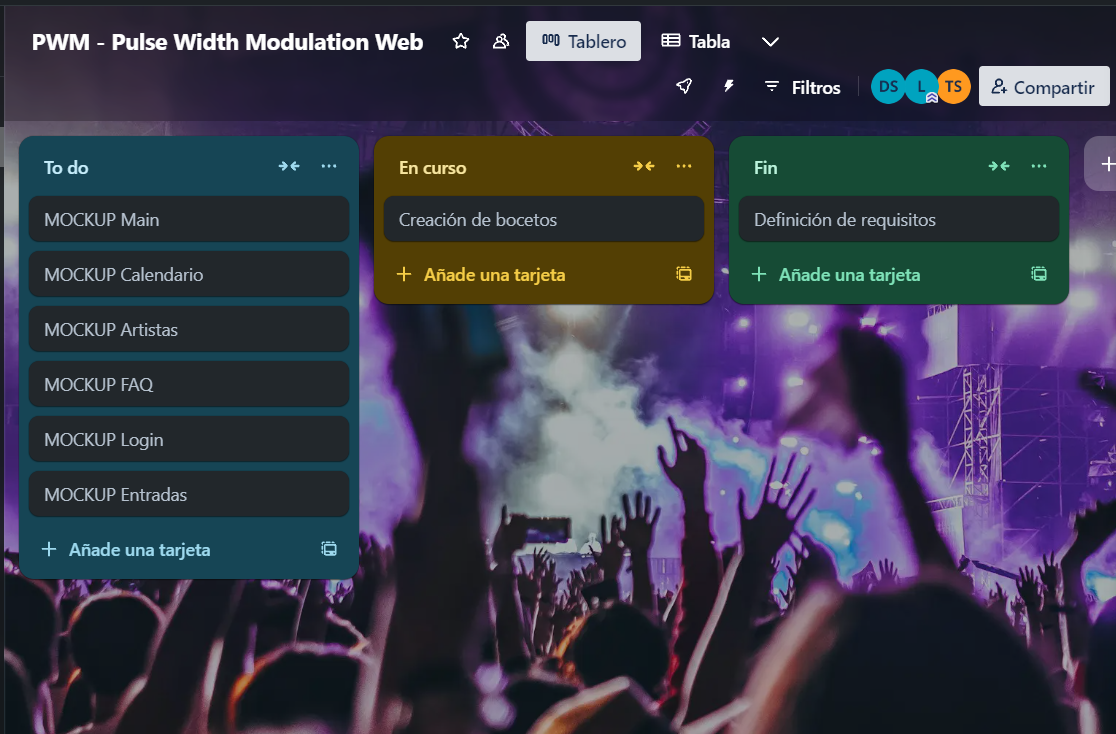 PWM - Pulse Width Modulation Web
Tablero
Tabla
Filtros
DS
L
TS
Compartir
To do
MOCKUP Main
MOCKUP Calendario
MOCKUP Artistas
MOCKUP FAQ
MOCKUP Login
MOCKUP Entradas
Añade una tarjeta
En curso
Creación de bocetos
Añade una tarjeta
Fin
Definición de requisitos
Añade una tarjeta